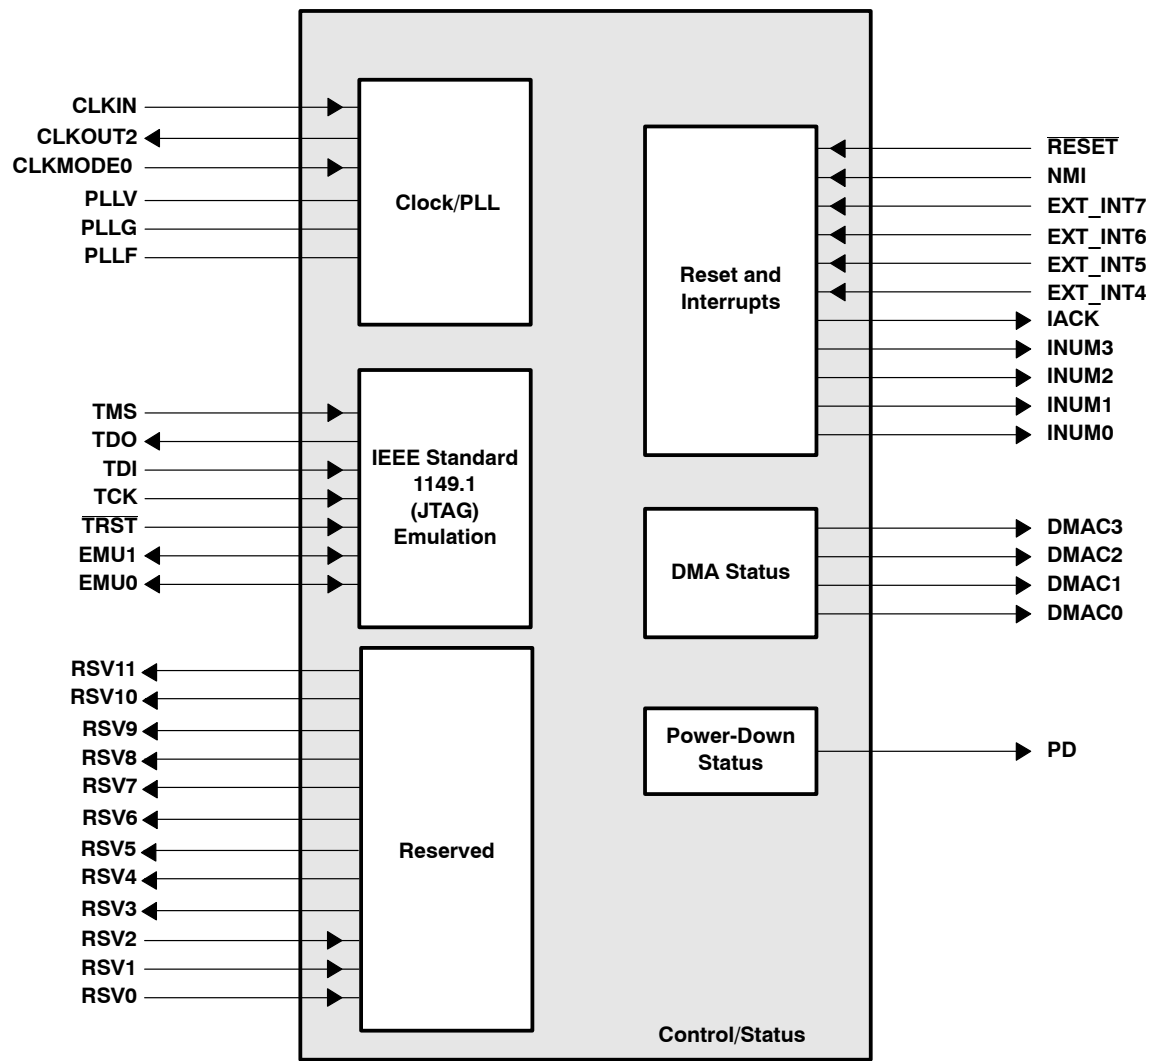 CLKIN
CLKOUT2
CLKMODE0
PLLV
PLLG
PLLF
Clock/PLL
TMS
TDO
TDI
TCK
TRST
EMU1
EMU0
IEEE Standard
1149.1
(JTAG)
Emulation
RSV11
RSV10
RSV9
RSV8
RSV7
RSV6
RSV5
RSV4
RSV3
RSV2
RSV1
RSV0
Reserved
Reset and
Interrupts
RESET
NMI
EXT_INT7
EXT_INT6
EXT_INT5
EXT_INT4
IACK
INUM3
INUM2
INUM1
INUM0
DMA Status
DMAC3
DMAC2
DMAC1
DMAC0
Power-Down
Status
PD
Control/Status